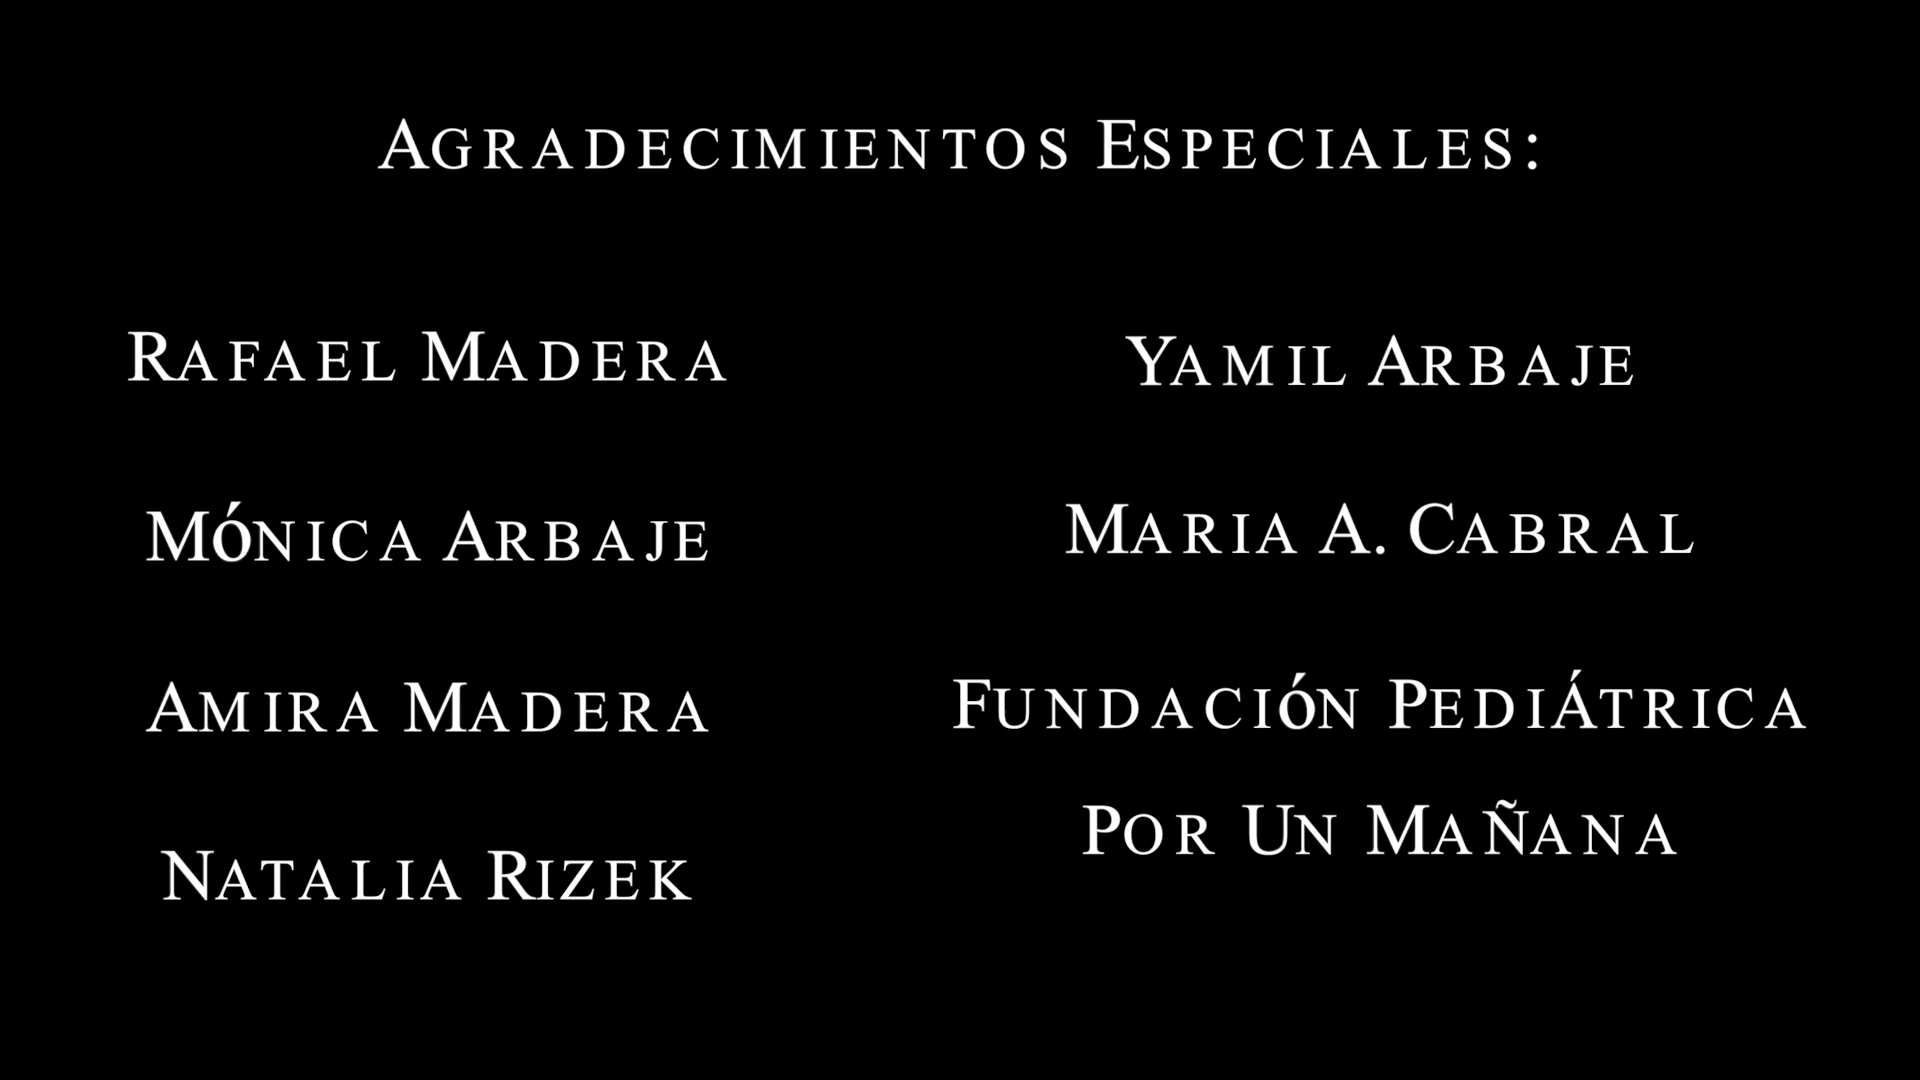 Agradecimientos Especiales:
Rafael Madera
Mónica Arbaje
Amira Madera
Natalia Rizek
Yamil Arbaje
Maria A. Cabral
Fundación Pediátrica
Por Un Mañana